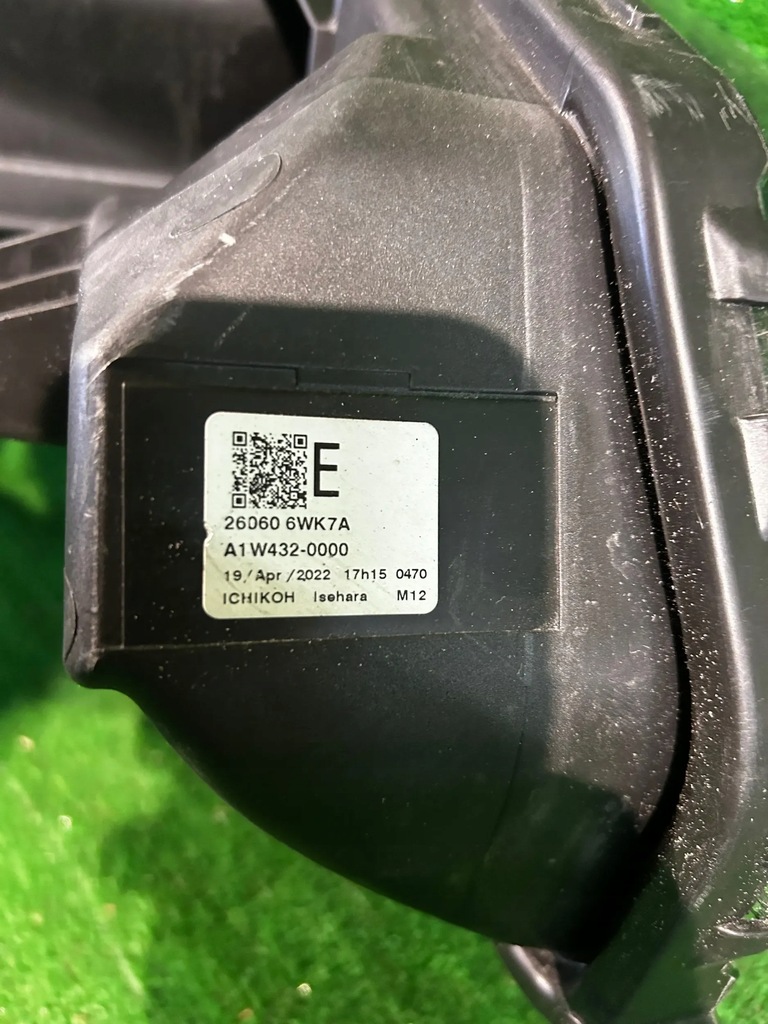 E
26060 6WK7A
A1W432-0000
19/Apr/2022 17h15 0470
ICHIKOH Isehara M12